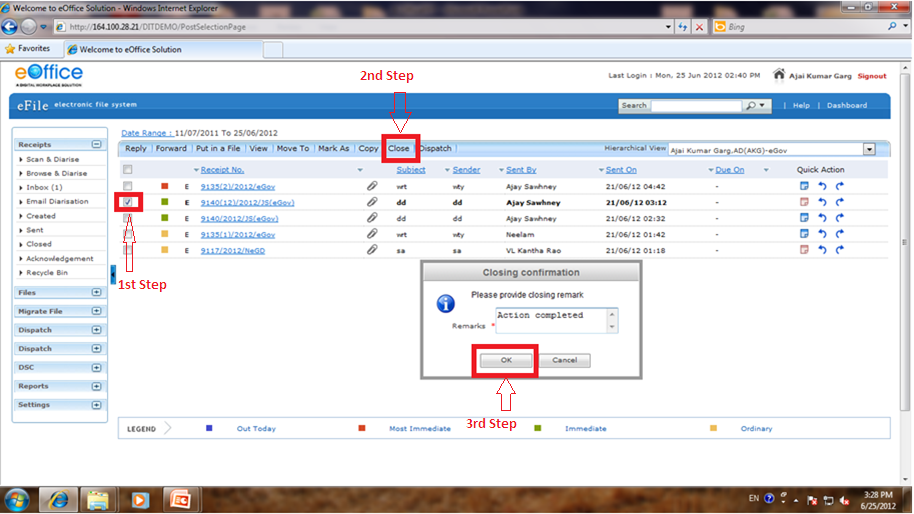 Welcome to eOffice Solution - Windows Internet Explorer
http://164.100.28.21/DITDEMO/PostSelectionPage
Bing
Favorites
Welcome to eOffice Solution
eOffice
A DIGITAL WORKPLACE SOLUTION
2nd Step
Last Login : Mon, 25 Jun 2012 02:40 PM
Ajai Kumar Garg
Signout
eFile electronic file system
Search
Help | Dashboard
Date Range : 11/07/2011 To 25/06/2012
Reply | Forward | Put in a File | View | Move To | Mark As | Copy | Close | Dispatch |
Hierarchical View
Ajai Kumar Garg,AD(AKG)-eGov
Receipt No. Subject Sender Sent By Sent On Due On Quick Action
E 9135(2)/2012/eGov wrt wty Ajay Sawhney 21/06/12 04:42 -
E 9140(12)/2012/JS(eGov) dd dd Ajay Sawhney 21/06/12 03:12 -
E 9140/2012/JS(eGov) dd dd Ajay Sawhney 21/06/12 02:32 -
E 9135(1)/2012/eGov wrt wty Neelam 21/06/12 01:42 -
E 9117/2012/NeGD sa sa VL Kantha Rao 21/06/12 01:18 -
Receipts
Scan & Diarise
Browse & Diarise
Inbox (1)
Email Diarisation
Created
Sent
Closed
Acknowledgement
Recycle Bin
1st Step
Files
Migrate File
Dispatch
Dispatch
DSC
Reports
Settings
Closing confirmation
Please provide closing remark
Remarks * Action completed
OK
Cancel
3rd Step
LEGEND
Out Today
Most Immediate
Immediate
Ordinary
EN
3:28 PM
6/25/2012